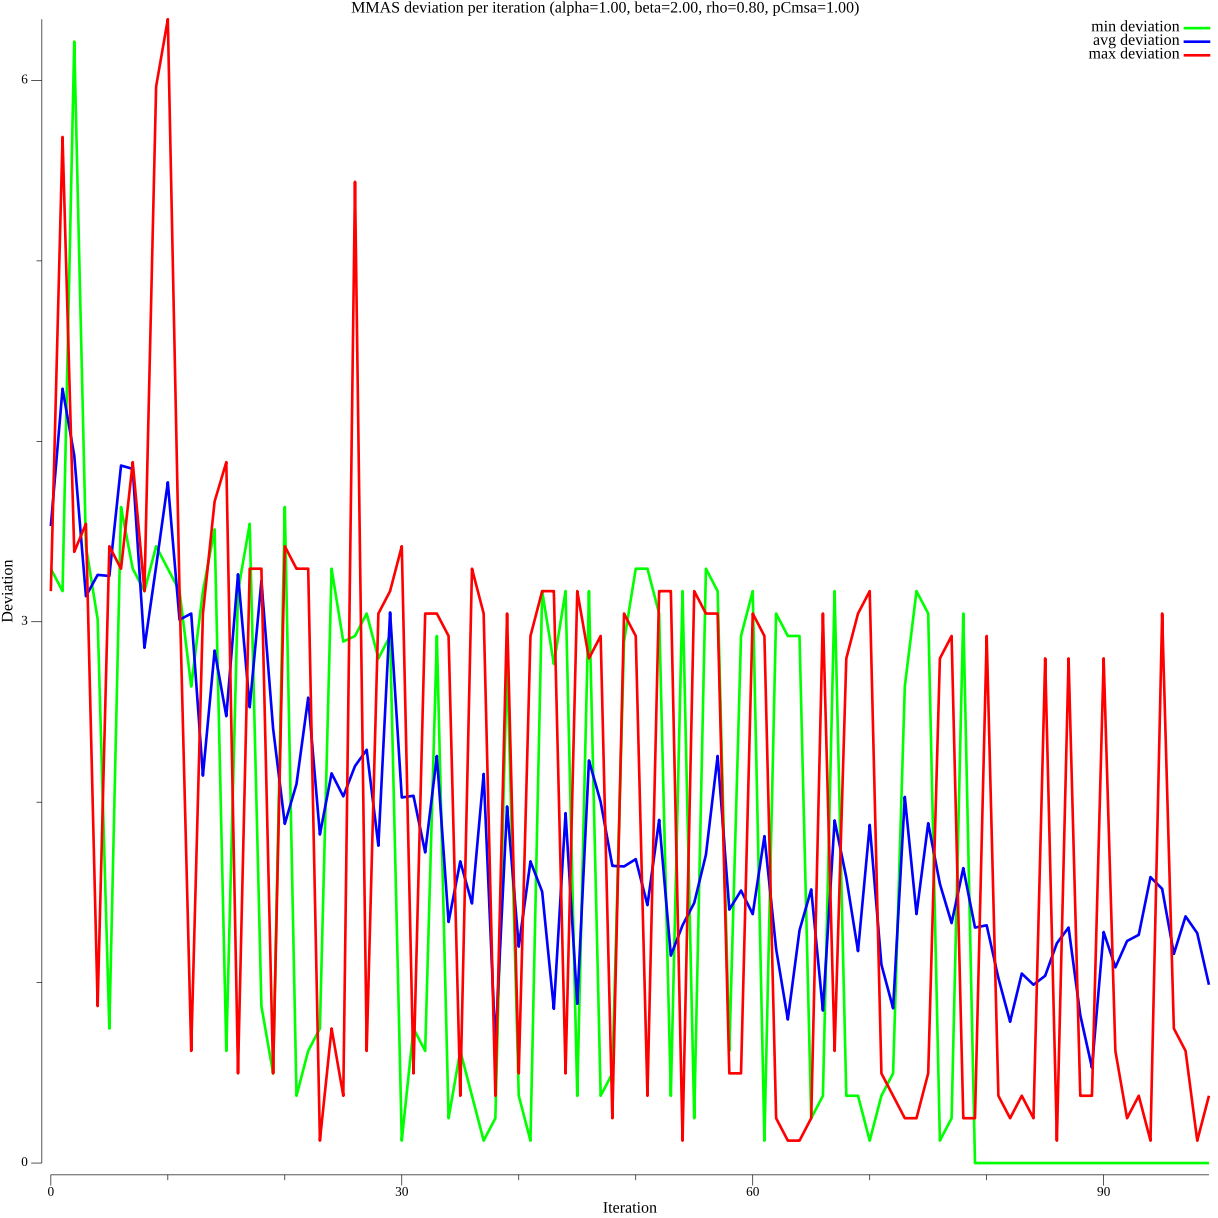 MMAS deviation per iteration (alpha=1.00, beta=2.00, rho=0.80, pCmsa=1.00)
min deviation
avg deviation
max deviation
6
3
0
Deviation
0 30 60 90
Iteration